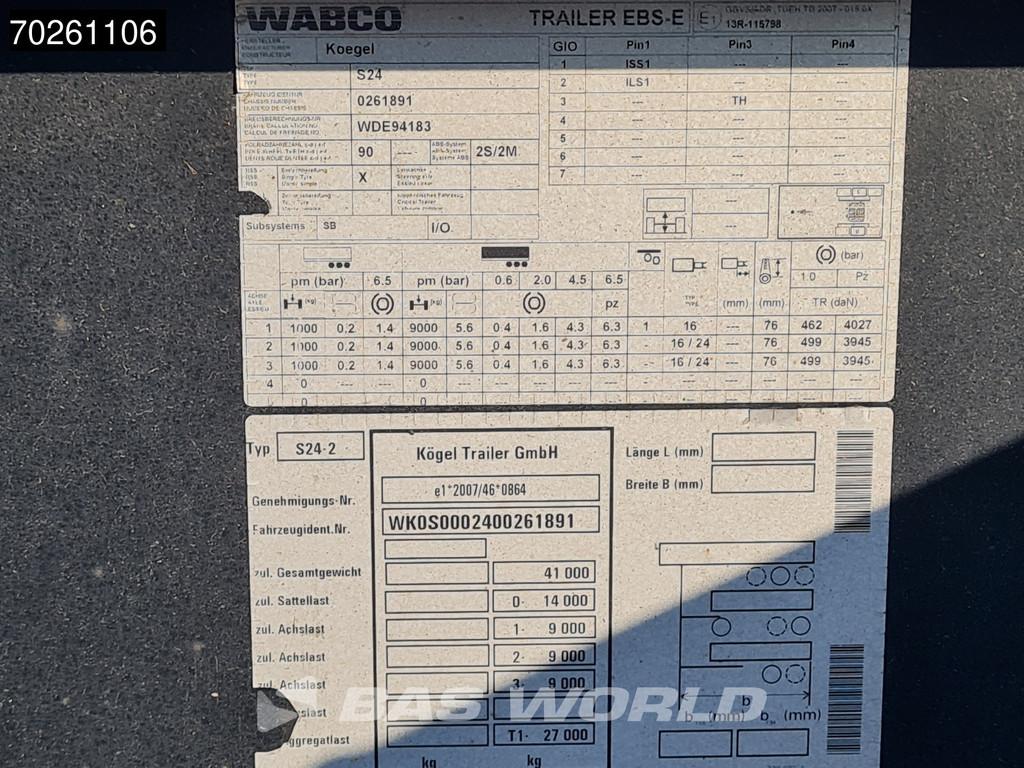 70261106
WABCO TRAILER EBS-E E1 13R-115798
Koegel
S24
0261891
WDE94183
90 --- 2S/2M
X
Subsystems SB I/O
GIO Pin1 Pin3 Pin4
1 ISS1 --- ---
2 ILS1 --- ---
3 --- TH ---
4 --- --- ---
5 --- --- ---
6 --- --- ---
7 --- --- ---
(bar)
pm (bar) 6.5 pm (bar) 0.6 2.0 4.5 6.5 1.0 Pz
(kg) (kg) pz (mm) (mm) TR (daN)
1 1000 0.2 1.4 9000 5.6 0.4 1.6 4.3 6.3 1 16 --- 76 462 4027
2 1000 0.2 1.4 9000 5.6 0.4 1.6 4.3 6.3 - 16 / 24 --- 76 499 3945
3 1000 0.2 1.4 9000 5.6 0.4 1.6 4.3 6.3 - 16 / 24 --- 76 499 3945
4 0 --- --- 0 --- --- --- --- --- - --- --- --- --- ---
0 0
Typ S24-2
Kögel Trailer GmbH
Genehmigungs-Nr. e1*2007/46*0864
Fahrzeugident.Nr. WK0S0002400261891
zul. Gesamtgewicht 41 000
zul. Sattellast 0- 14 000
zul. Achslast 1- 9 000
zul. Achslast 2- 9 000
zul. Achslast 3- 9 000
slast
ggregatlast T1- 27 000
kg kg
Länge L (mm)
Breite B (mm)
b
b (mm) b (mm)
BAS WORLD